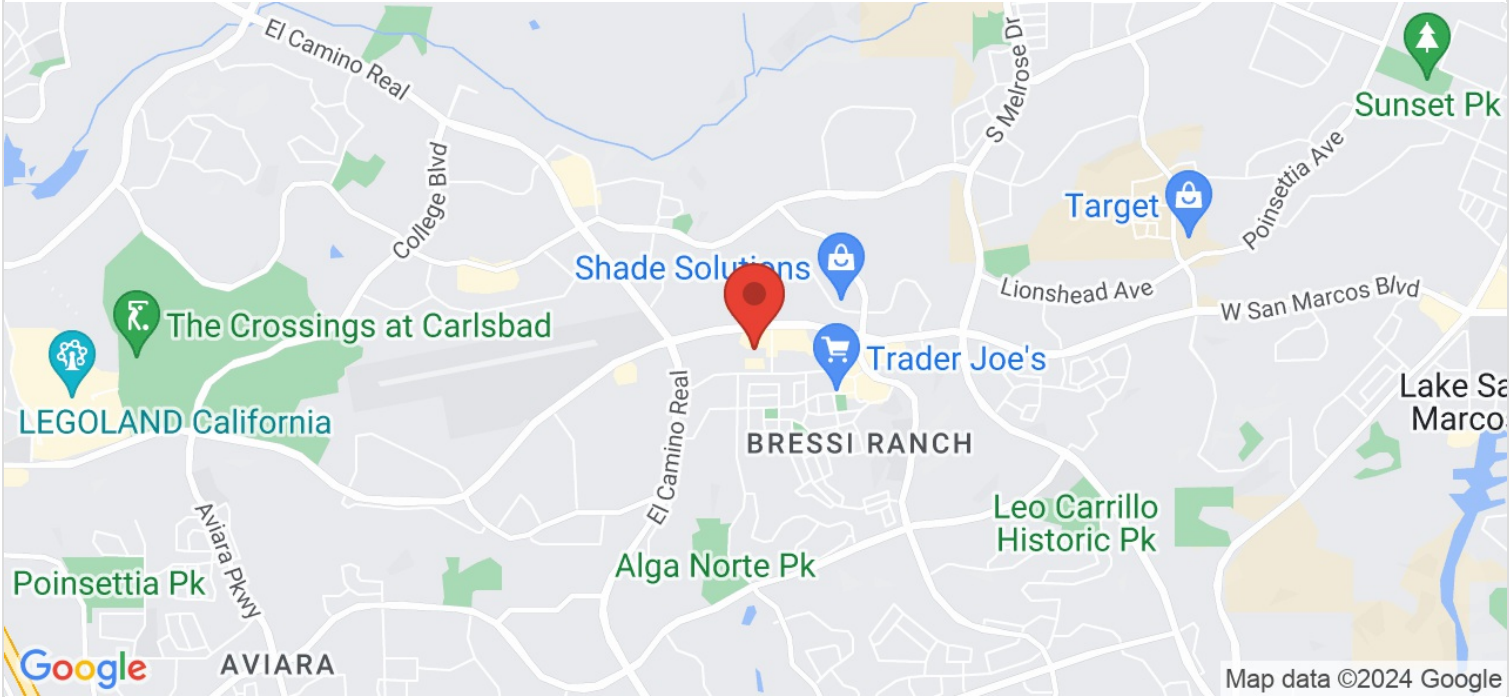 El Camino Real
S Melrose Dr
Sunset Pk
Poinsettia Ave
College Blvd
Target
Shade Solutions
Lionshead Ave
W San Marcos Blvd
The Crossings at Carlsbad
Trader Joe's
LEGOLAND California
El Camino Real
BRESSI RANCH
Lake Sa
Marco
Leo Carrillo
Historic Pk
Aviara Pkwy
Alga Norte Pk
Poinsettia Pk
AVIARA
Google
Map data ©2024 Google